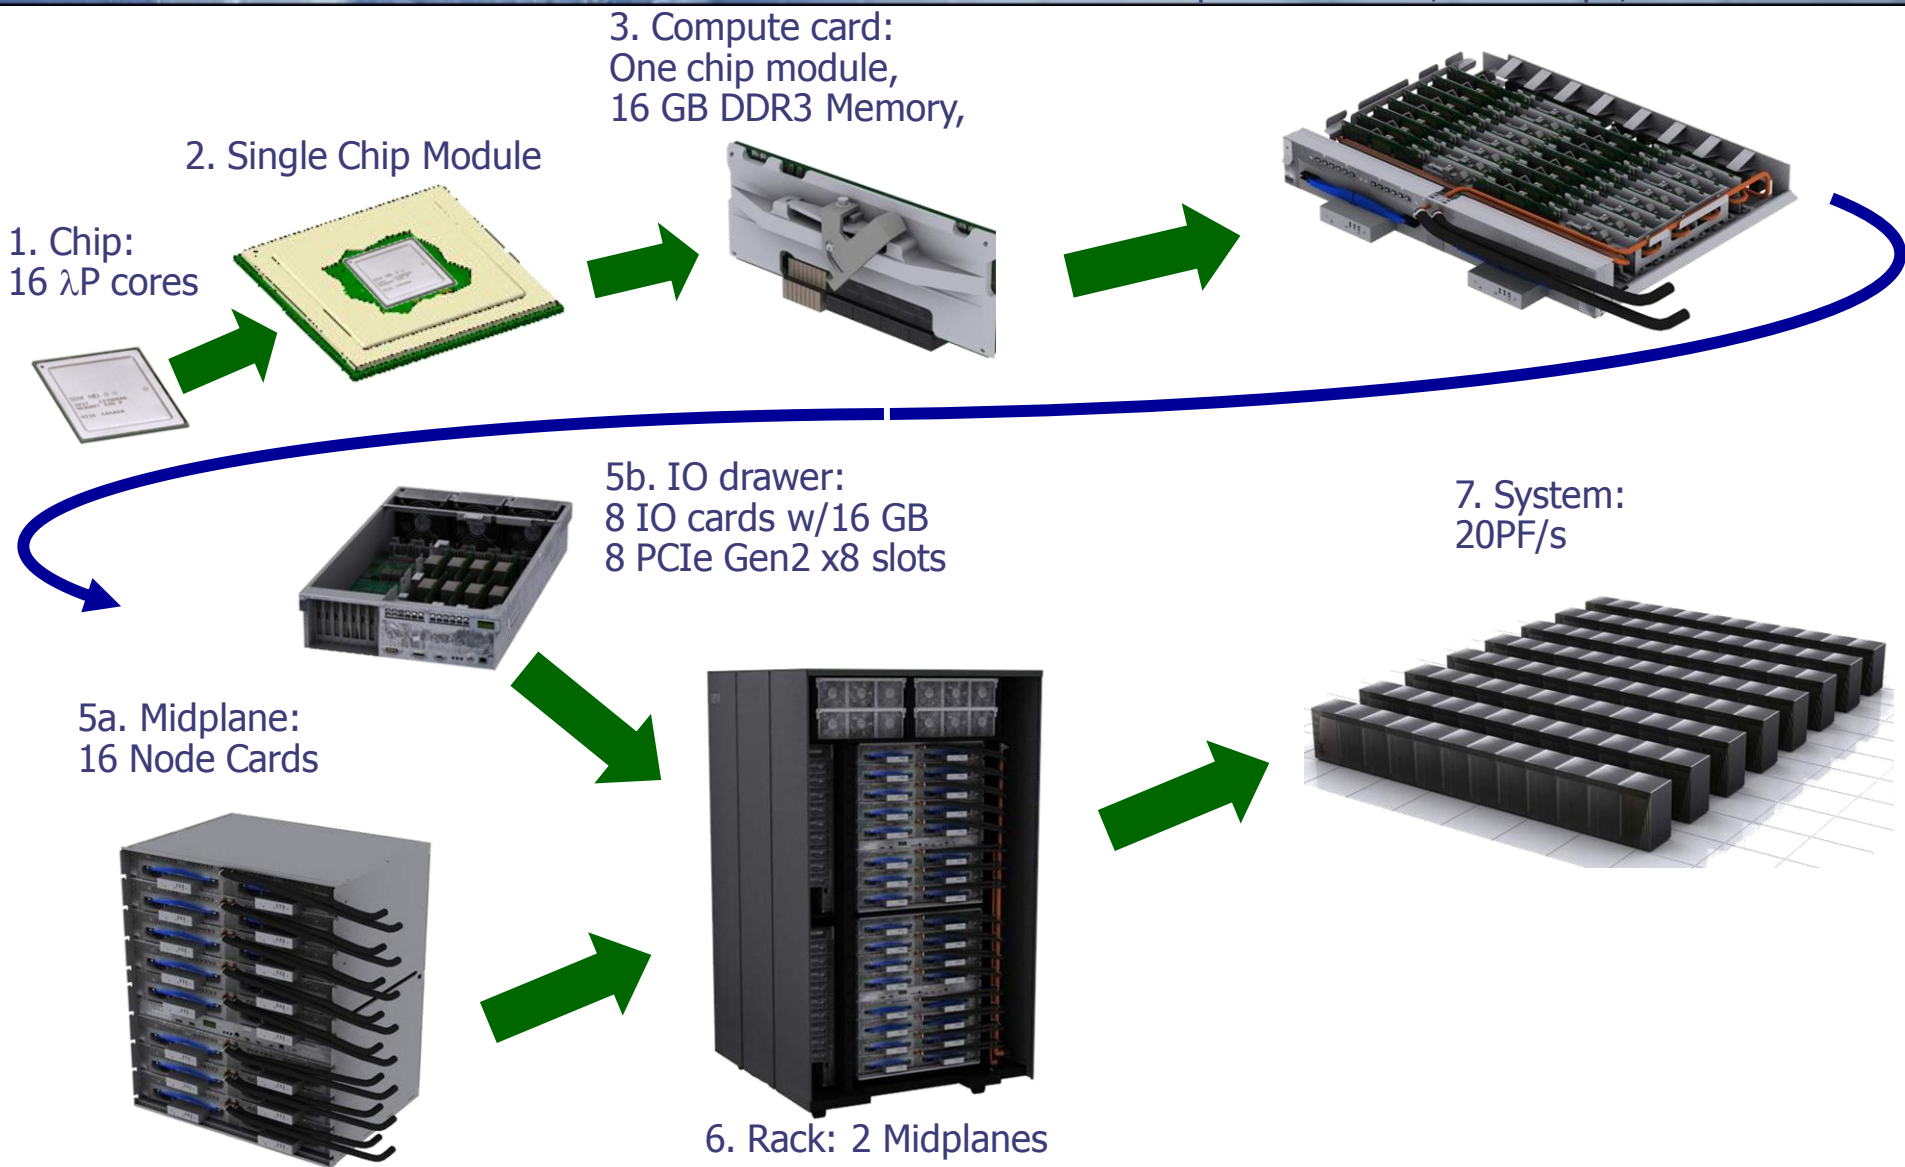 3. Compute card:
One chip module,
16 GB DDR3 Memory,
2. Single Chip Module
1. Chip:
16 λP cores
5b. IO drawer:
8 IO cards w/16 GB
8 PCIe Gen2 x8 slots
7. System:
20PF/s
5a. Midplane:
16 Node Cards
6. Rack: 2 Midplanes